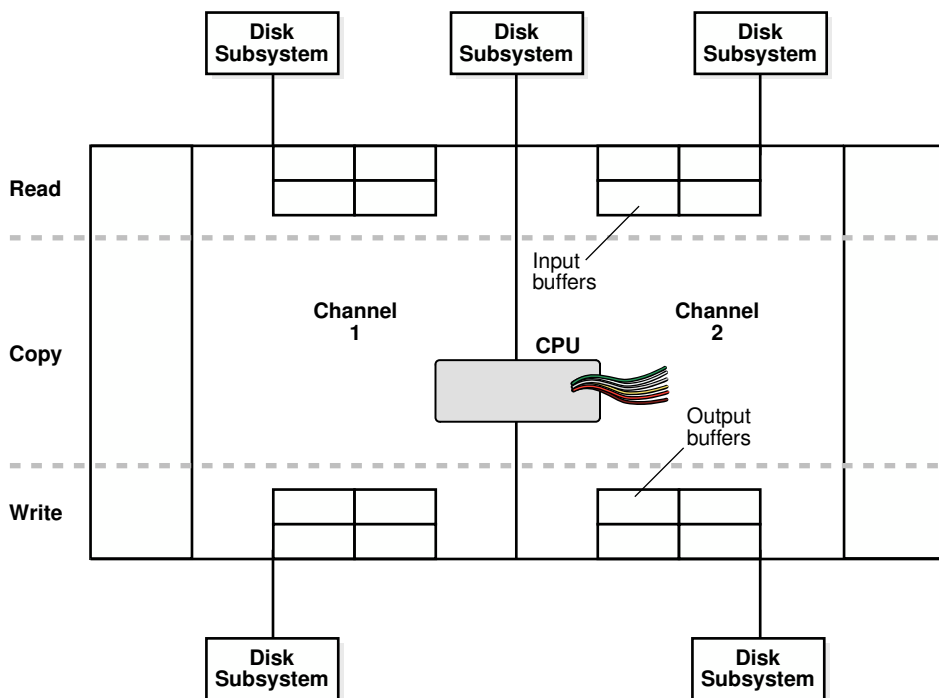 Disk
Subsystem
Disk
Subsystem
Disk
Subsystem
Read
Input
buffers
Channel
1
Channel
2
CPU
Copy
Output
buffers
Write
Disk
Subsystem
Disk
Subsystem